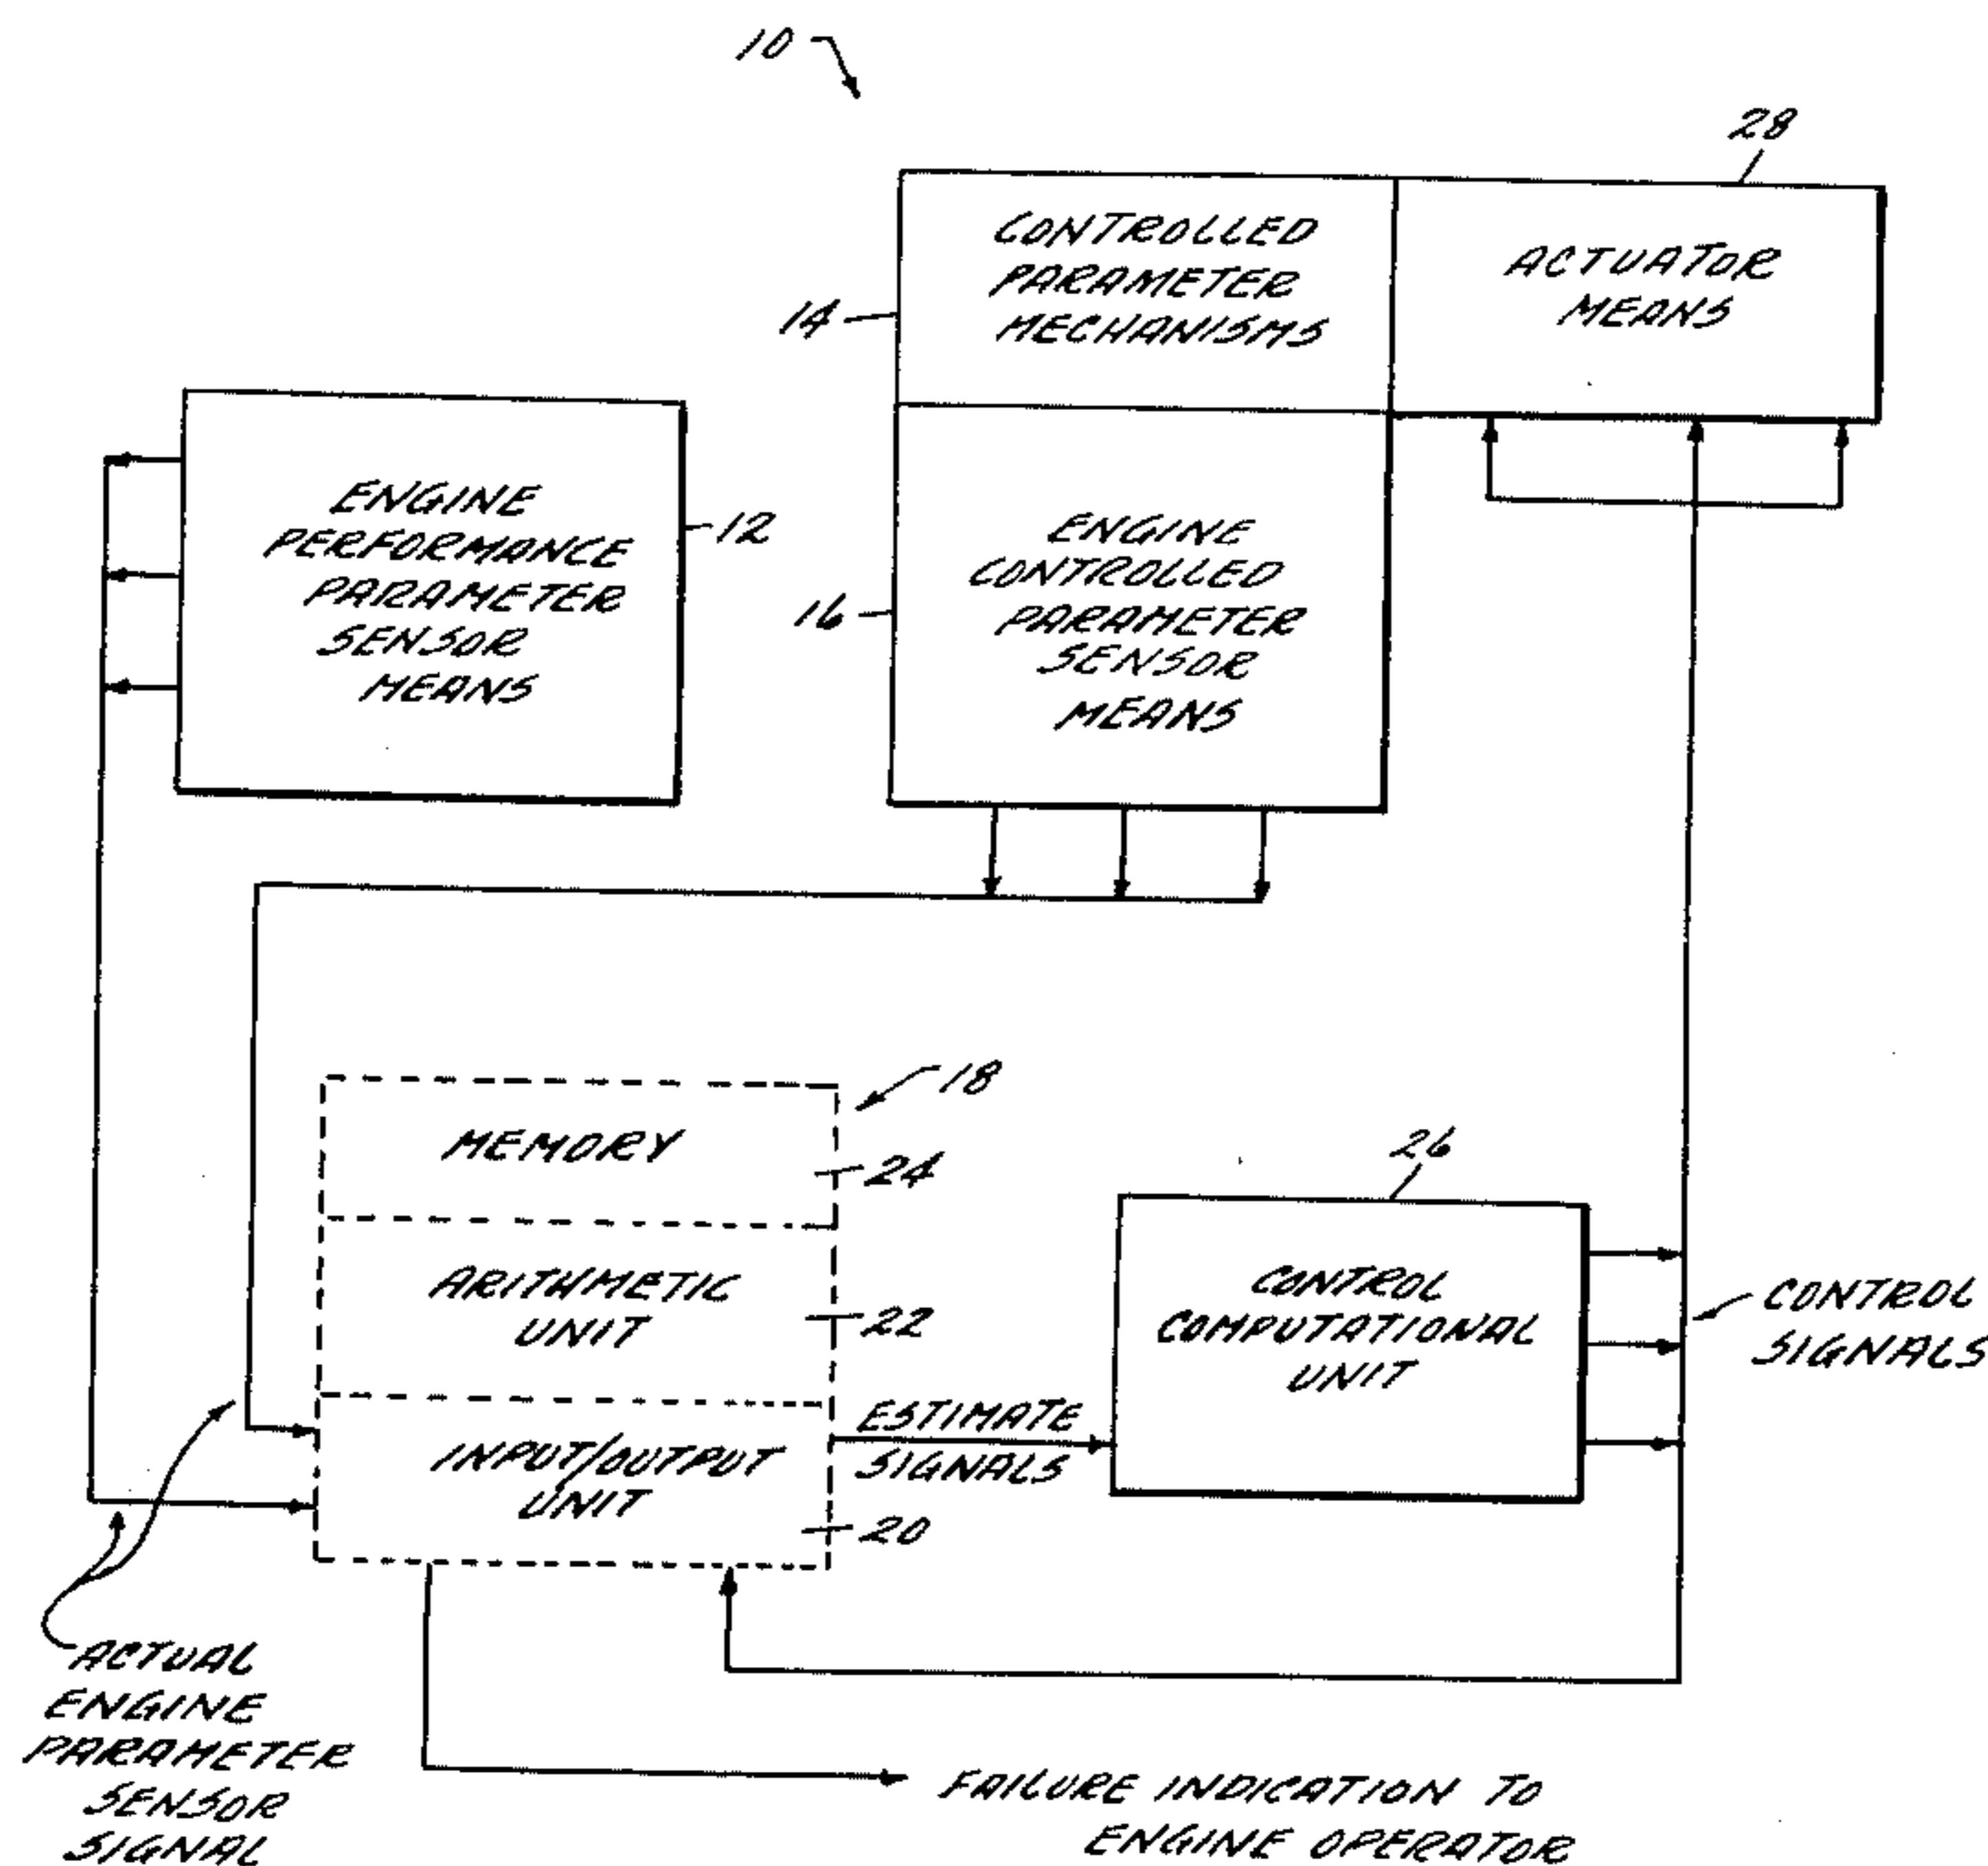 10
28
CONTROLLED
PARAMETER
MECHANISMS
14
ACTUATOR
MEANS
ENGINE
PERFORMANCE
PARAMETER
SENSOR
MEANS
12
ENGINE
CONTROLLED
PARAMETER
SENSOR
MEANS
16
18
MEMORY
24
ARITHMETIC
UNIT
22
INPUT/OUTPUT
UNIT
20
ESTIMATE
SIGNALS
26
CONTROL
COMPUTATIONAL
UNIT
CONTROL
SIGNALS
ACTUAL
ENGINE
PARAMETER
SENSOR
SIGNAL
FAILURE INDICATION TO
ENGINE OPERATOR